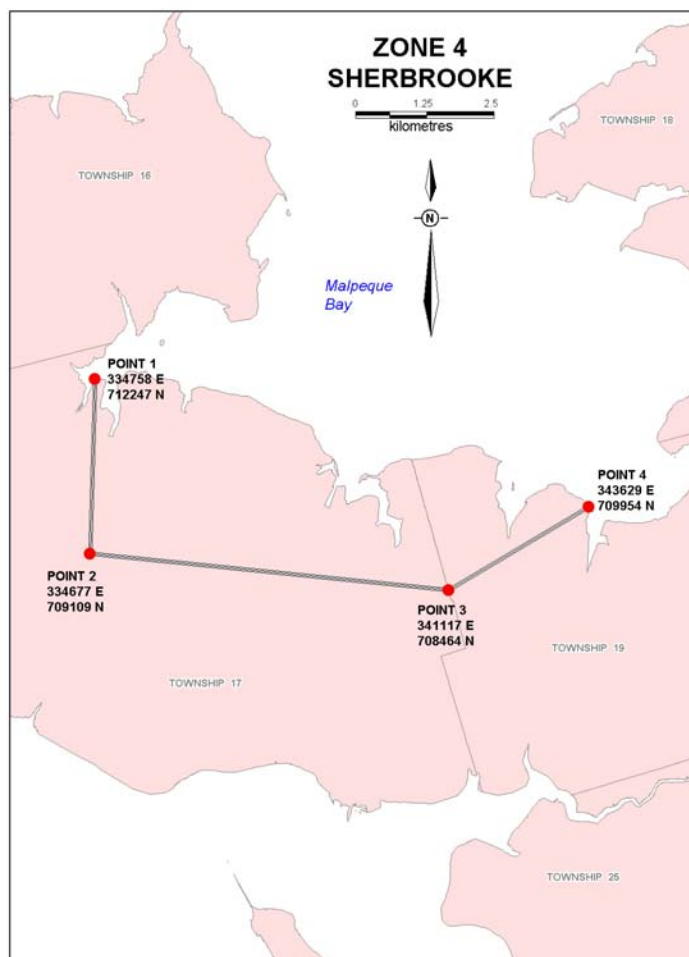 ZONE 4
SHERBROOKE
0 1.25 2.5
kilometres
TOWNSHIP 18
TOWNSHIP 16
N
Malpeque
Bay
POINT 1
334758 E
712247 N
POINT 4
343629 E
709954 N
POINT 2
334677 E
709109 N
POINT 3
341117 E
708464 N
TOWNSHIP 19
TOWNSHIP 17
TOWNSHIP 25